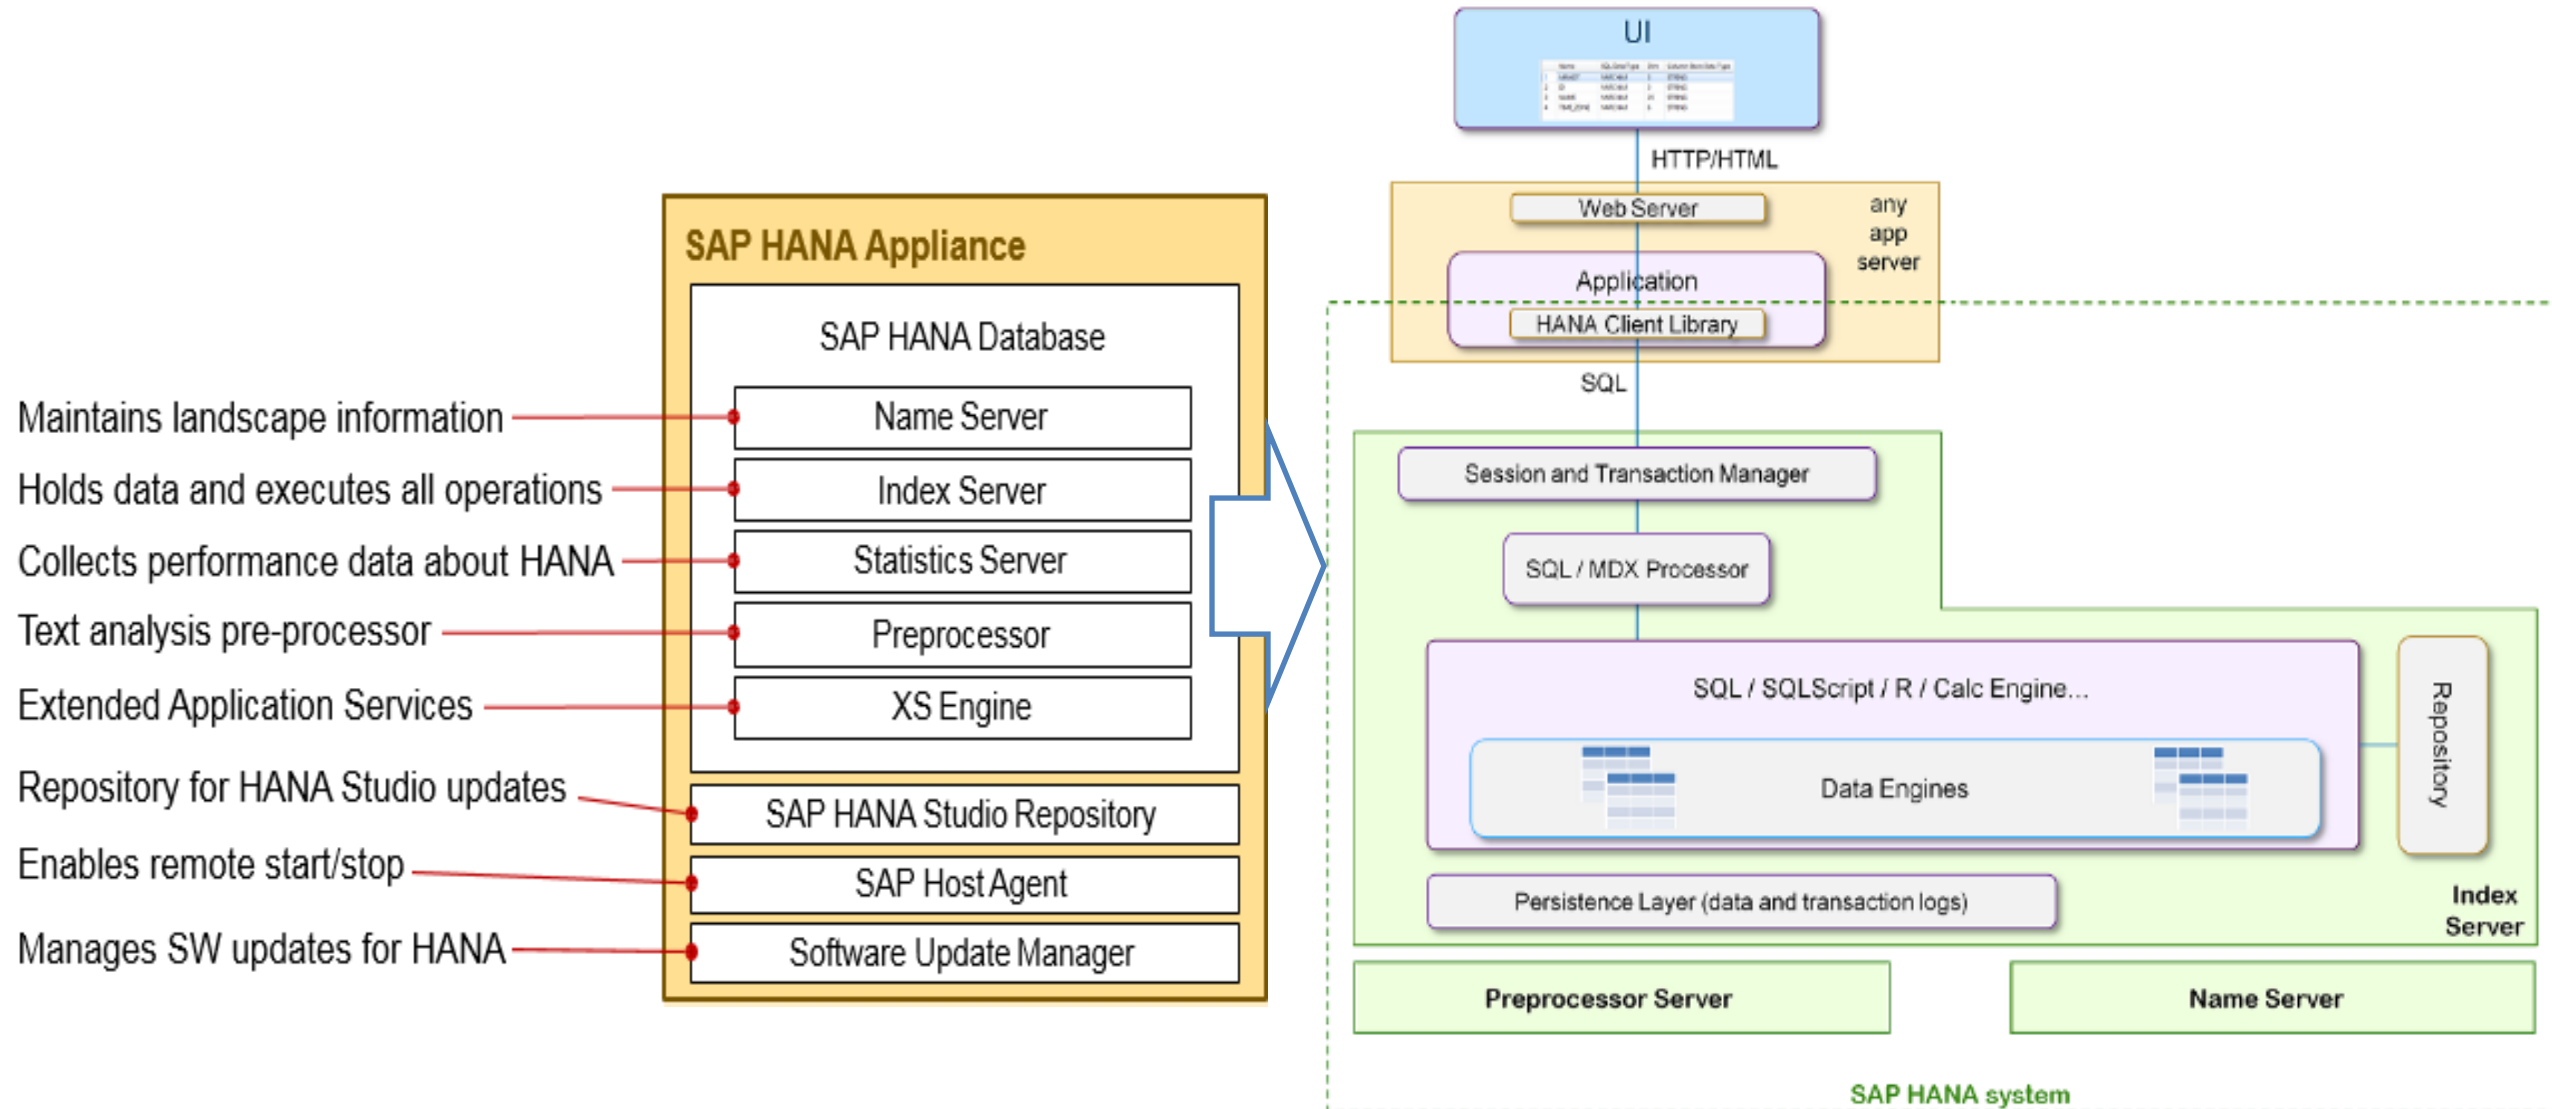 SAP HANA Appliance
SAP HANA Database
Maintains landscape information
Name Server
Holds data and executes all operations
Index Server
Collects performance data about HANA
Statistics Server
Text analysis pre-processor
Preprocessor
Extended Application Services
XS Engine
Repository for HANA Studio updates
SAP HANA Studio Repository
Enables remote start/stop
SAP Host Agent
Manages SW updates for HANA
Software Update Manager
UI
HTTP/HTML
Web Server
any
app
server
Application
HANA Client Library
SQL
Session and Transaction Manager
SQL / MDX Processor
SQL / SQLScript / R / Calc Engine...
Data Engines
Repository
Persistence Layer (data and transaction logs)
Index
Server
Preprocessor Server
Name Server
SAP HANA system